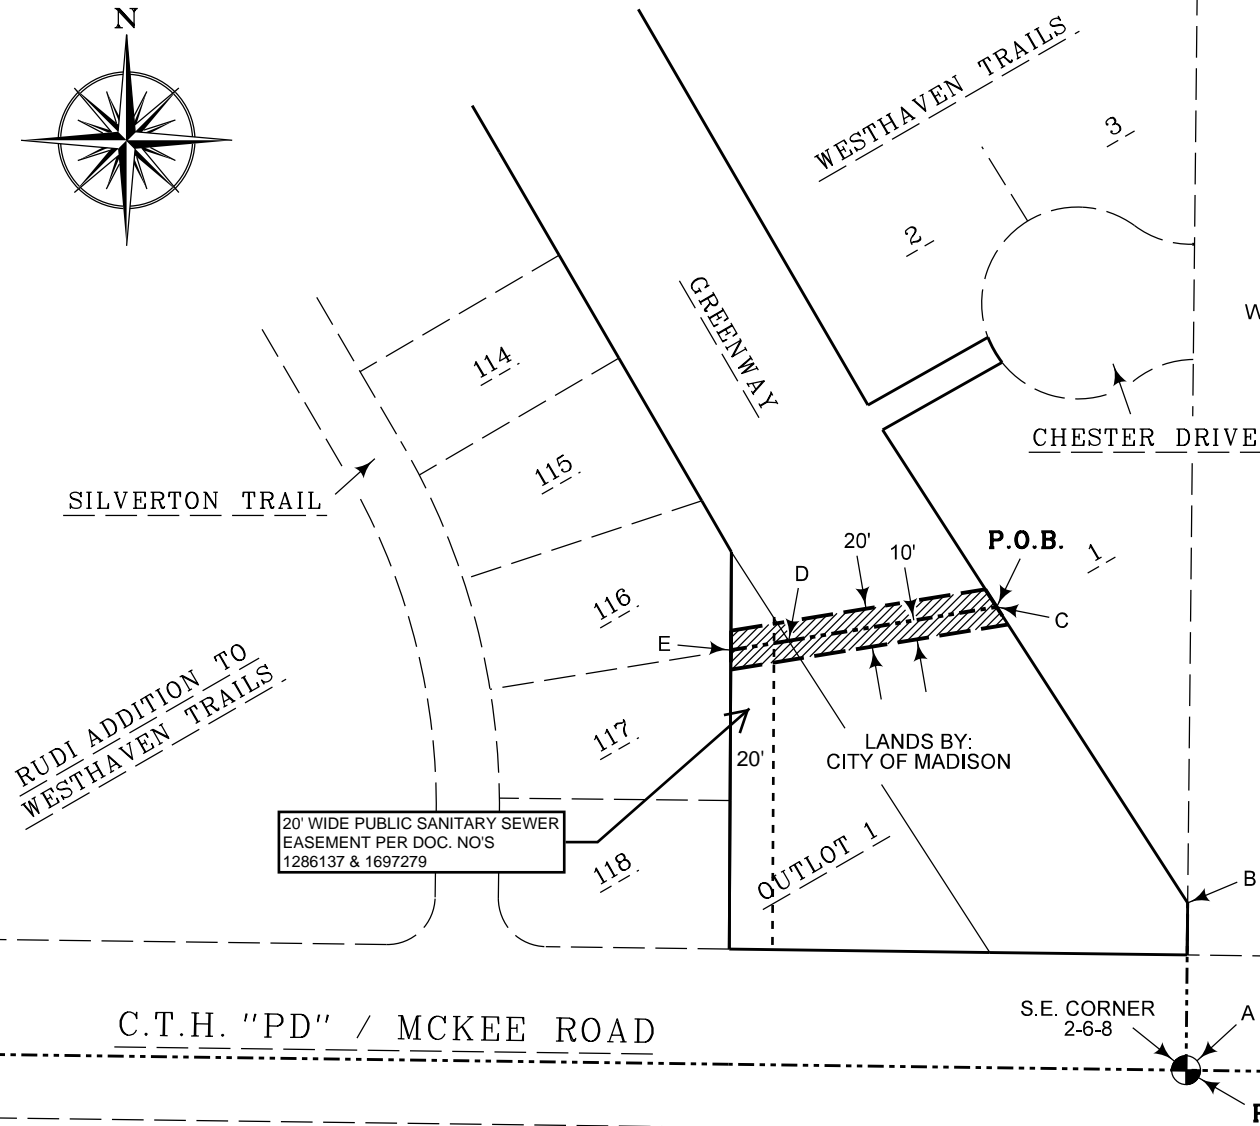 N
WESTHAVEN TRAILS
3
2
W
GREENWAY
114
CHESTER DRIVE
115
SILVERTON TRAIL
20'
10'
P.O.B.
1
D
116
C
E
RUDI ADDITION TO
WESTHAVEN TRAILS
117
20'
LANDS BY:
CITY OF MADISON
20' WIDE PUBLIC SANITARY SEWER
EASEMENT PER DOC. NO'S
1286137 & 1697279
118
OUTLOT 1
B
S.E. CORNER
2-6-8
A
C.T.H. "PD" / MCKEE ROAD